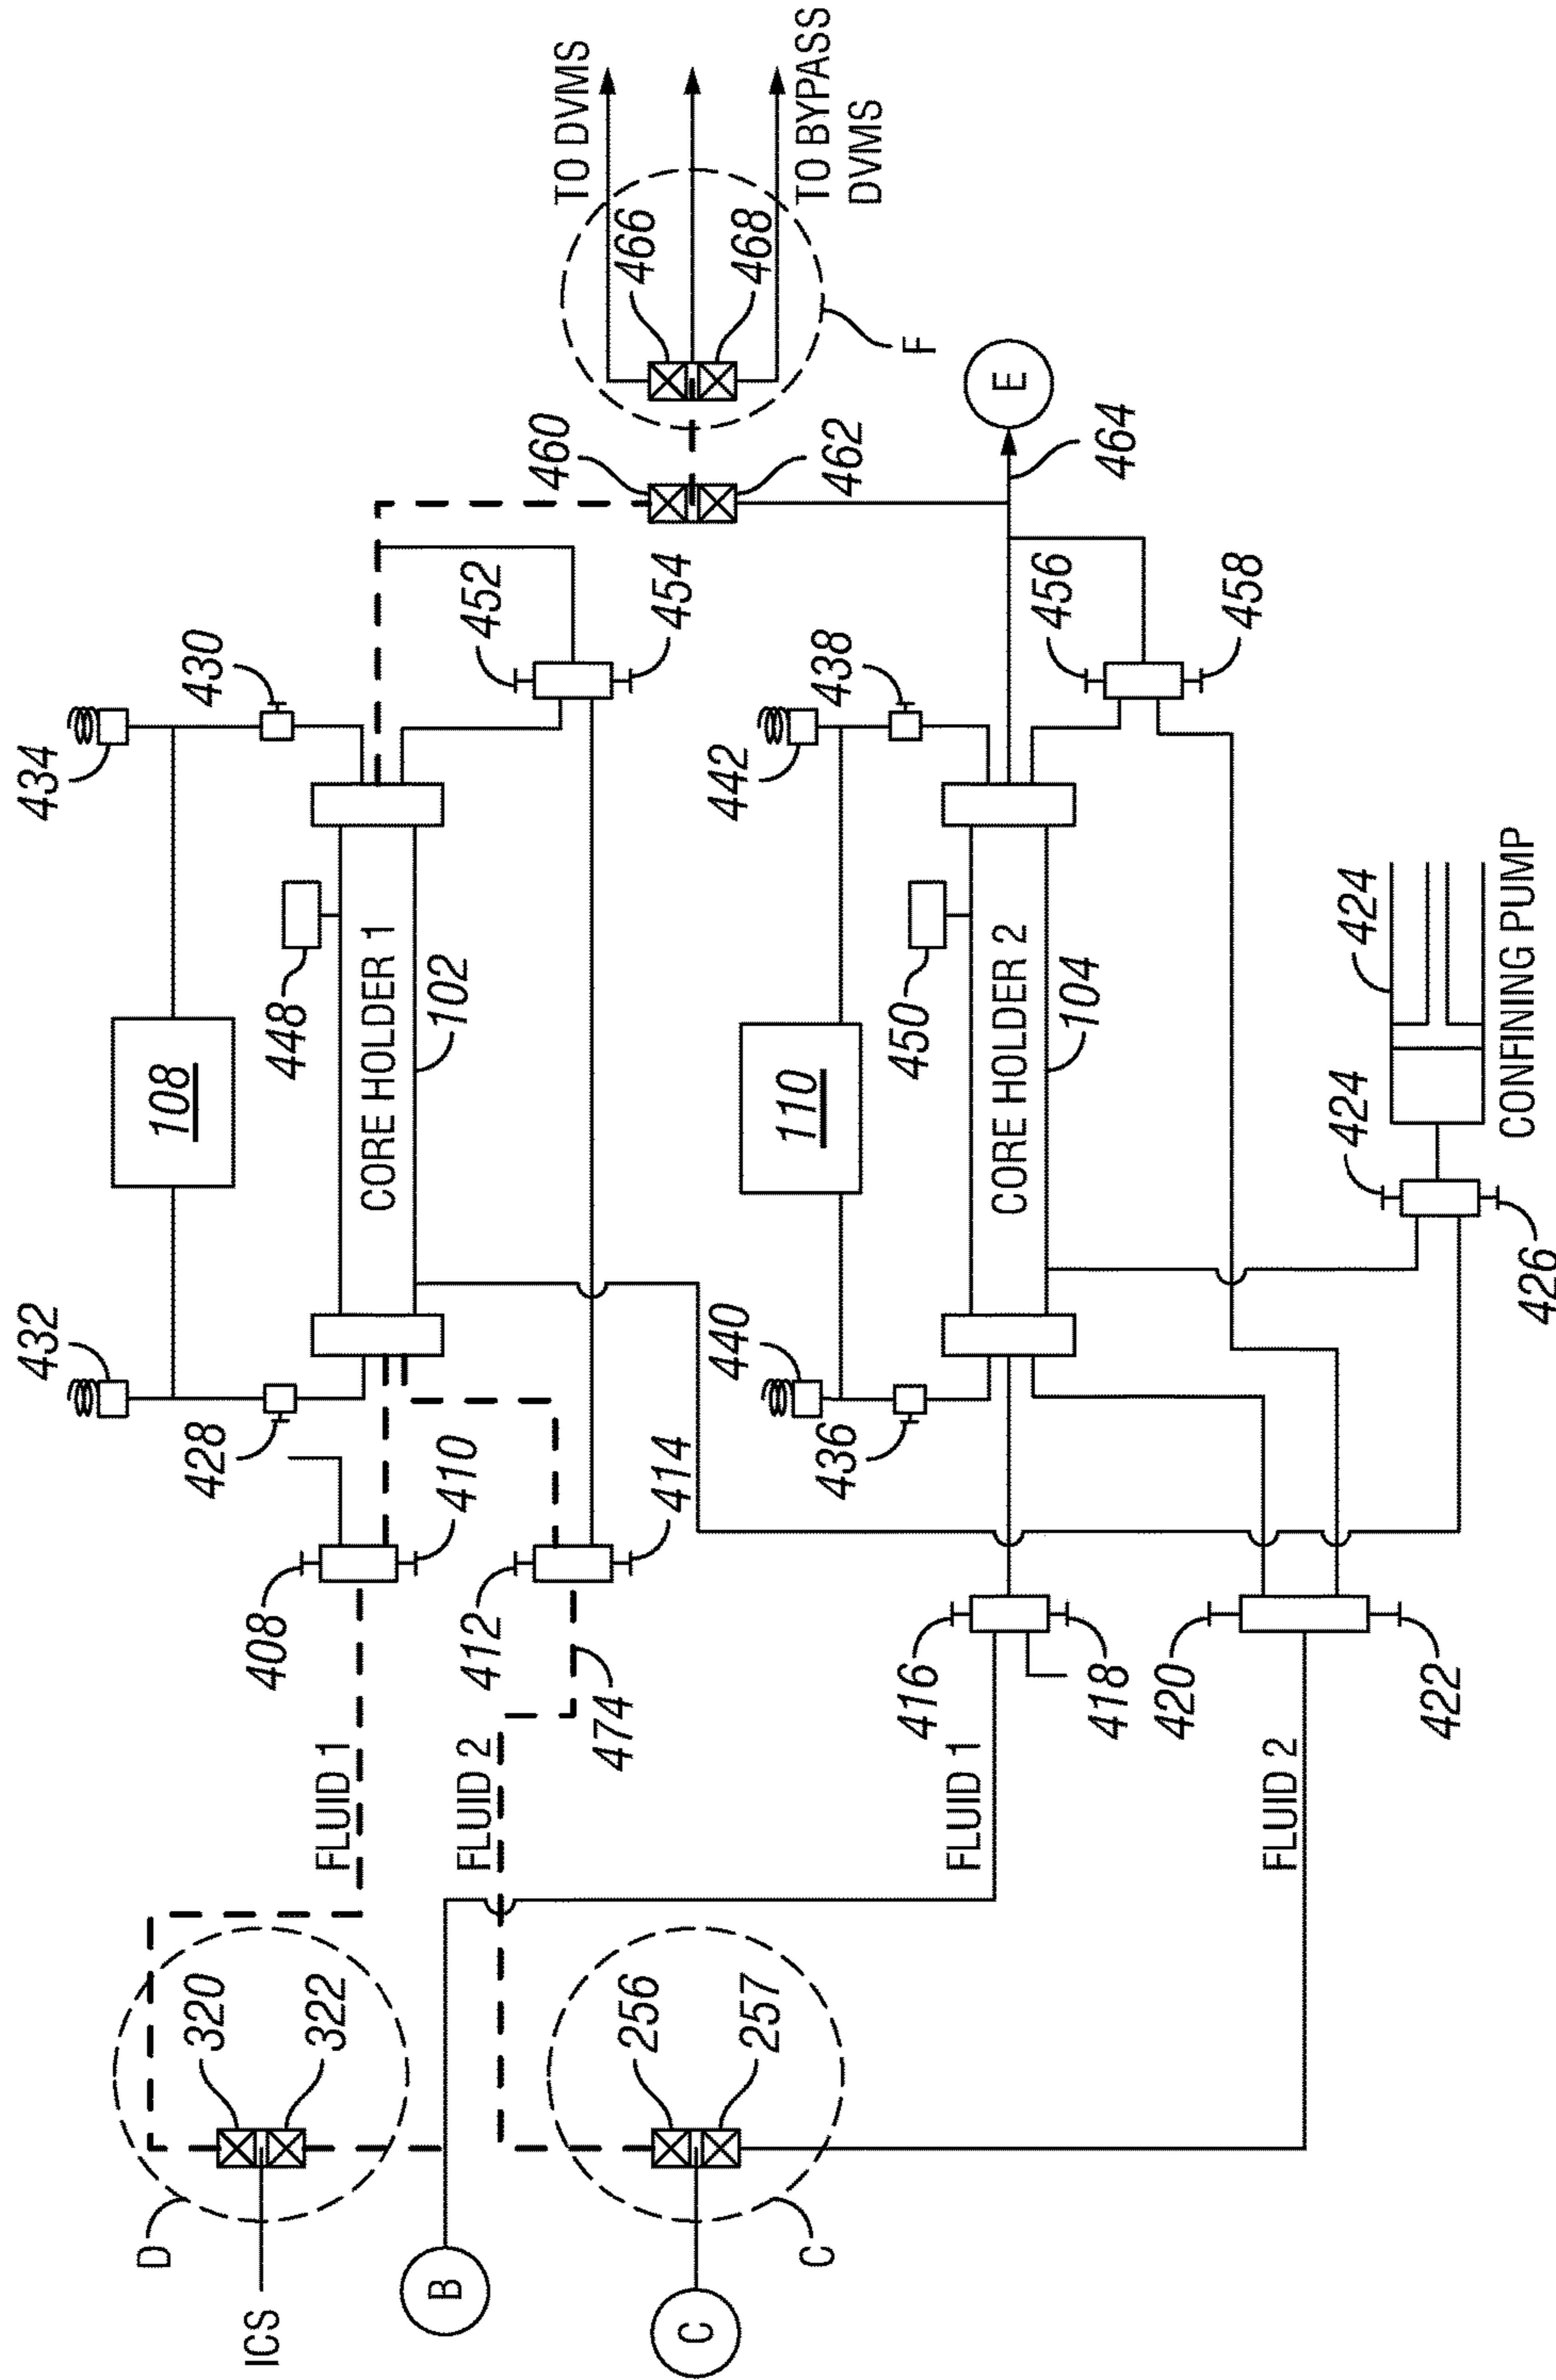 TO DVMS
TO BYPASS
DVMS
466
468
F
460
462
E
464
434
430
452
454
442
438
456
458
108
448
CORE HOLDER 1
102
110
450
CORE HOLDER 2
104
424
424
CONFINING PUMP
426
432
428
408
410
412
414
474
440
436
416
418
420
422
FLUID 1
FLUID 2
FLUID 1
FLUID 2
320
322
256
257
D
ICS
B
C
C